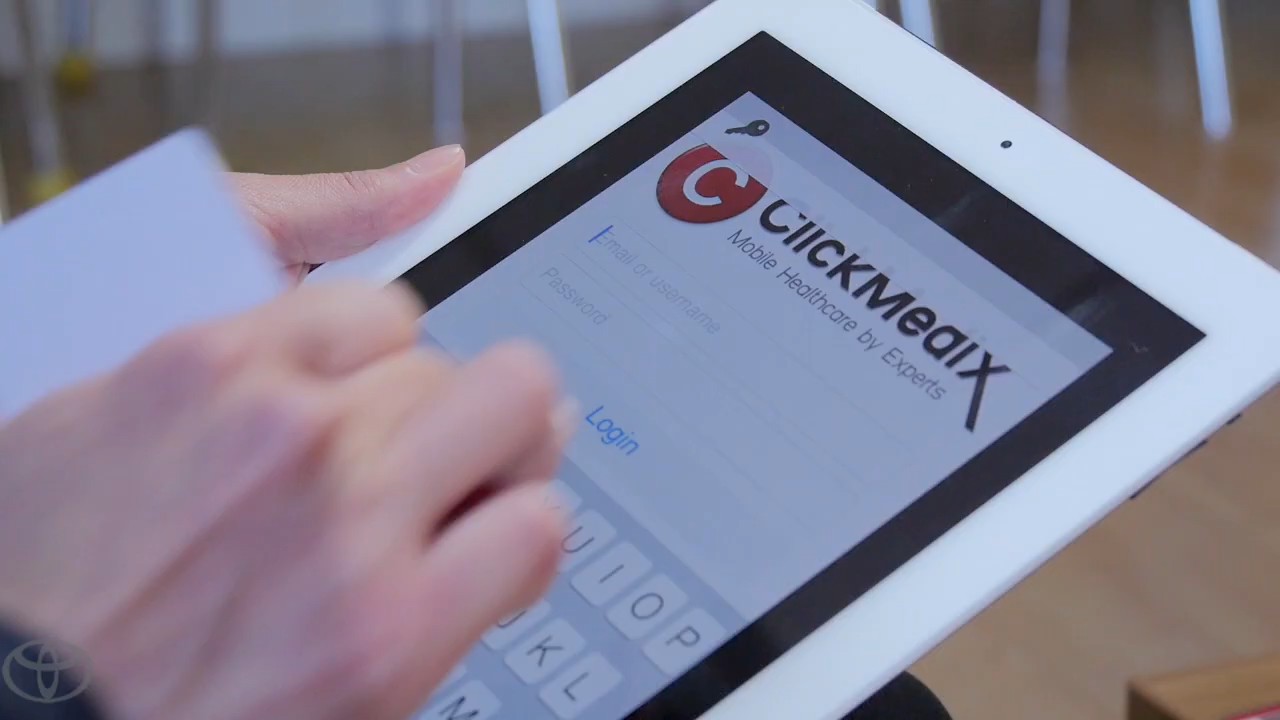 C ClickMedix
Mobile Healthcare by Experts
Email or username
Password
Login
U I O P
J K L
M